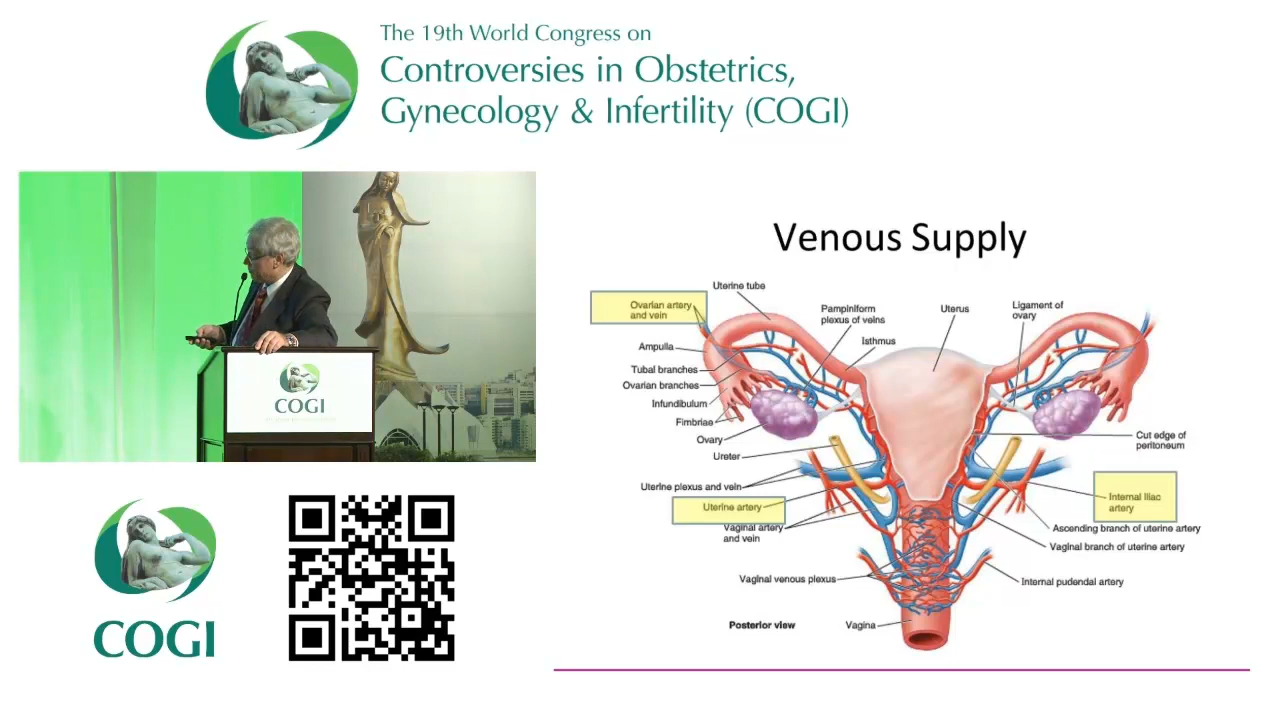 The 19th World Congress on
Controversies in Obstetrics,
Gynecology & Infertility (COGI)
COGI
COGI
Venous Supply
Uterine tube
Ovarian artery
and vein
Pampiniform
plexus of veins
Uterus
Ligament of
ovary
Isthmus
Ampulla
Tubal branches
Ovarian branches
Infundibulum
Fimbriae
Ovary
Ureter
Cut edge of
peritoneum
Uterine plexus and vein
Uterine artery
Internal iliac
artery
Vaginal artery
and vein
Ascending branch of uterine artery
Vaginal branch of uterine artery
Vaginal venous plexus
Internal pudendal artery
Posterior view
Vagina